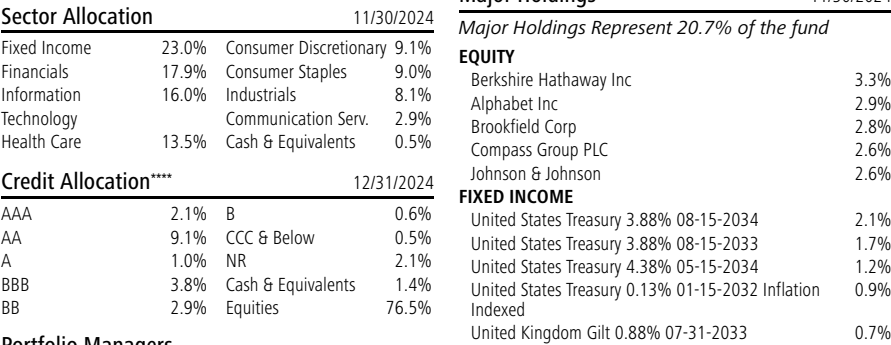 Sector Allocation 11/30/2024
Fixed Income 23.0% Consumer Discretionary 9.1%
Financials 17.9% Consumer Staples 9.0%
Information 16.0% Industrials 8.1%
Technology Communication Serv. 2.9%
Health Care 13.5% Cash & Equivalents 0.5%
Credit Allocation**** 12/31/2024
AAA 2.1% B 0.6%
AA 9.1% CCC & Below 0.5%
A 1.0% NR 2.1%
BBB 3.8% Cash & Equivalents 1.4%
BB 2.9% Equities 76.5%
Portfolio Managers
Major Holdings 11/30/2024
Major Holdings Represent 20.7% of the fund
EQUITY
Berkshire Hathaway Inc 3.3%
Alphabet Inc 2.9%
Brookfield Corp 2.8%
Compass Group PLC 2.6%
Johnson & Johnson 2.6%
FIXED INCOME
United States Treasury 3.88% 08-15-2034 2.1%
United States Treasury 3.88% 08-15-2033 1.7%
United States Treasury 4.38% 05-15-2034 1.2%
United States Treasury 0.13% 01-15-2032 Inflation 0.9%
Indexed
United Kingdom Gilt 0.88% 07-31-2033 0.7%